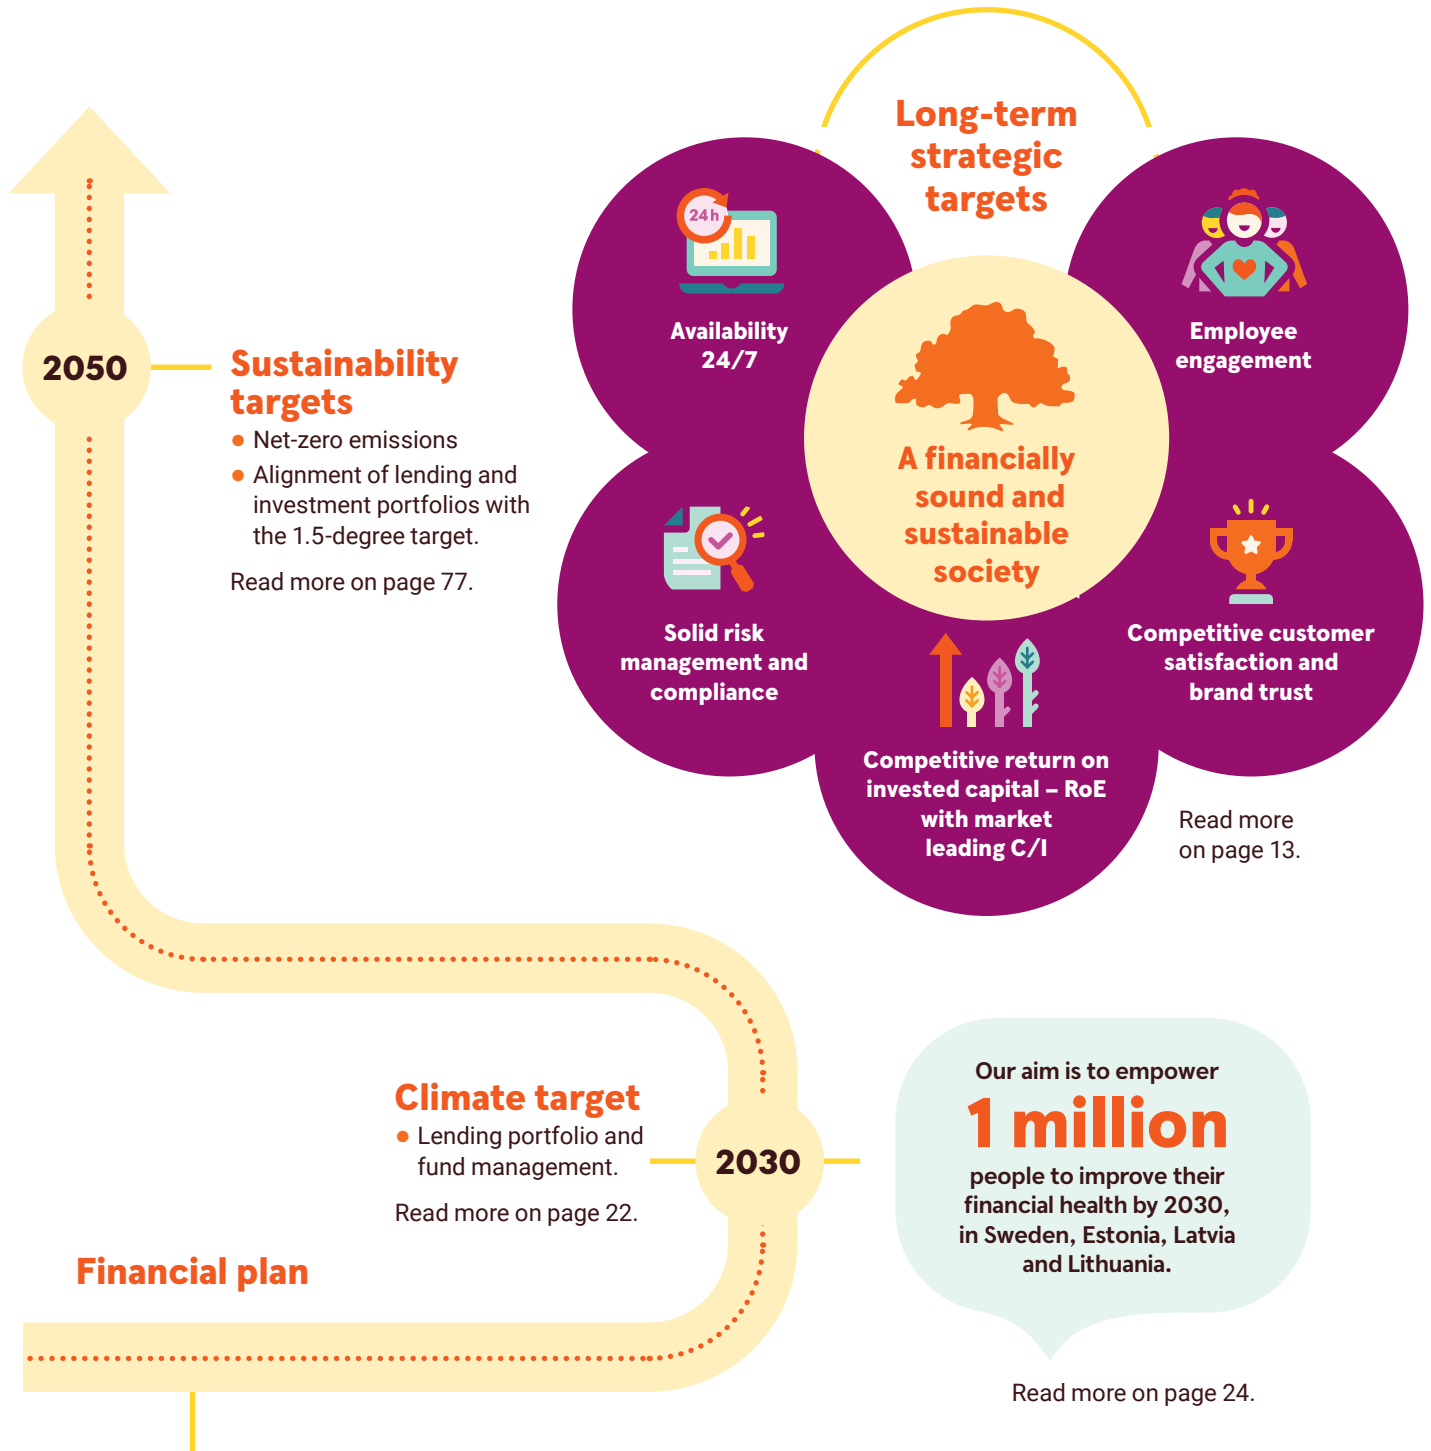 Long-term
strategic
targets
24h
Availability
24/7
Employee
engagement
A financially
sound and
sustainable
society
Solid risk
management and
compliance
Competitive customer
satisfaction and
brand trust
Competitive return on
invested capital – RoE
with market
leading C/I
Read more
on page 13.
2050
Sustainability
targets
● Net-zero emissions
● Alignment of lending and
investment portfolios with
the 1.5-degree target.
Read more on page 77.
Climate target
● Lending portfolio and
fund management.
Read more on page 22.
2030
Our aim is to empower
1 million
people to improve their
financial health by 2030,
in Sweden, Estonia, Latvia
and Lithuania.
Read more on page 24.
Financial plan